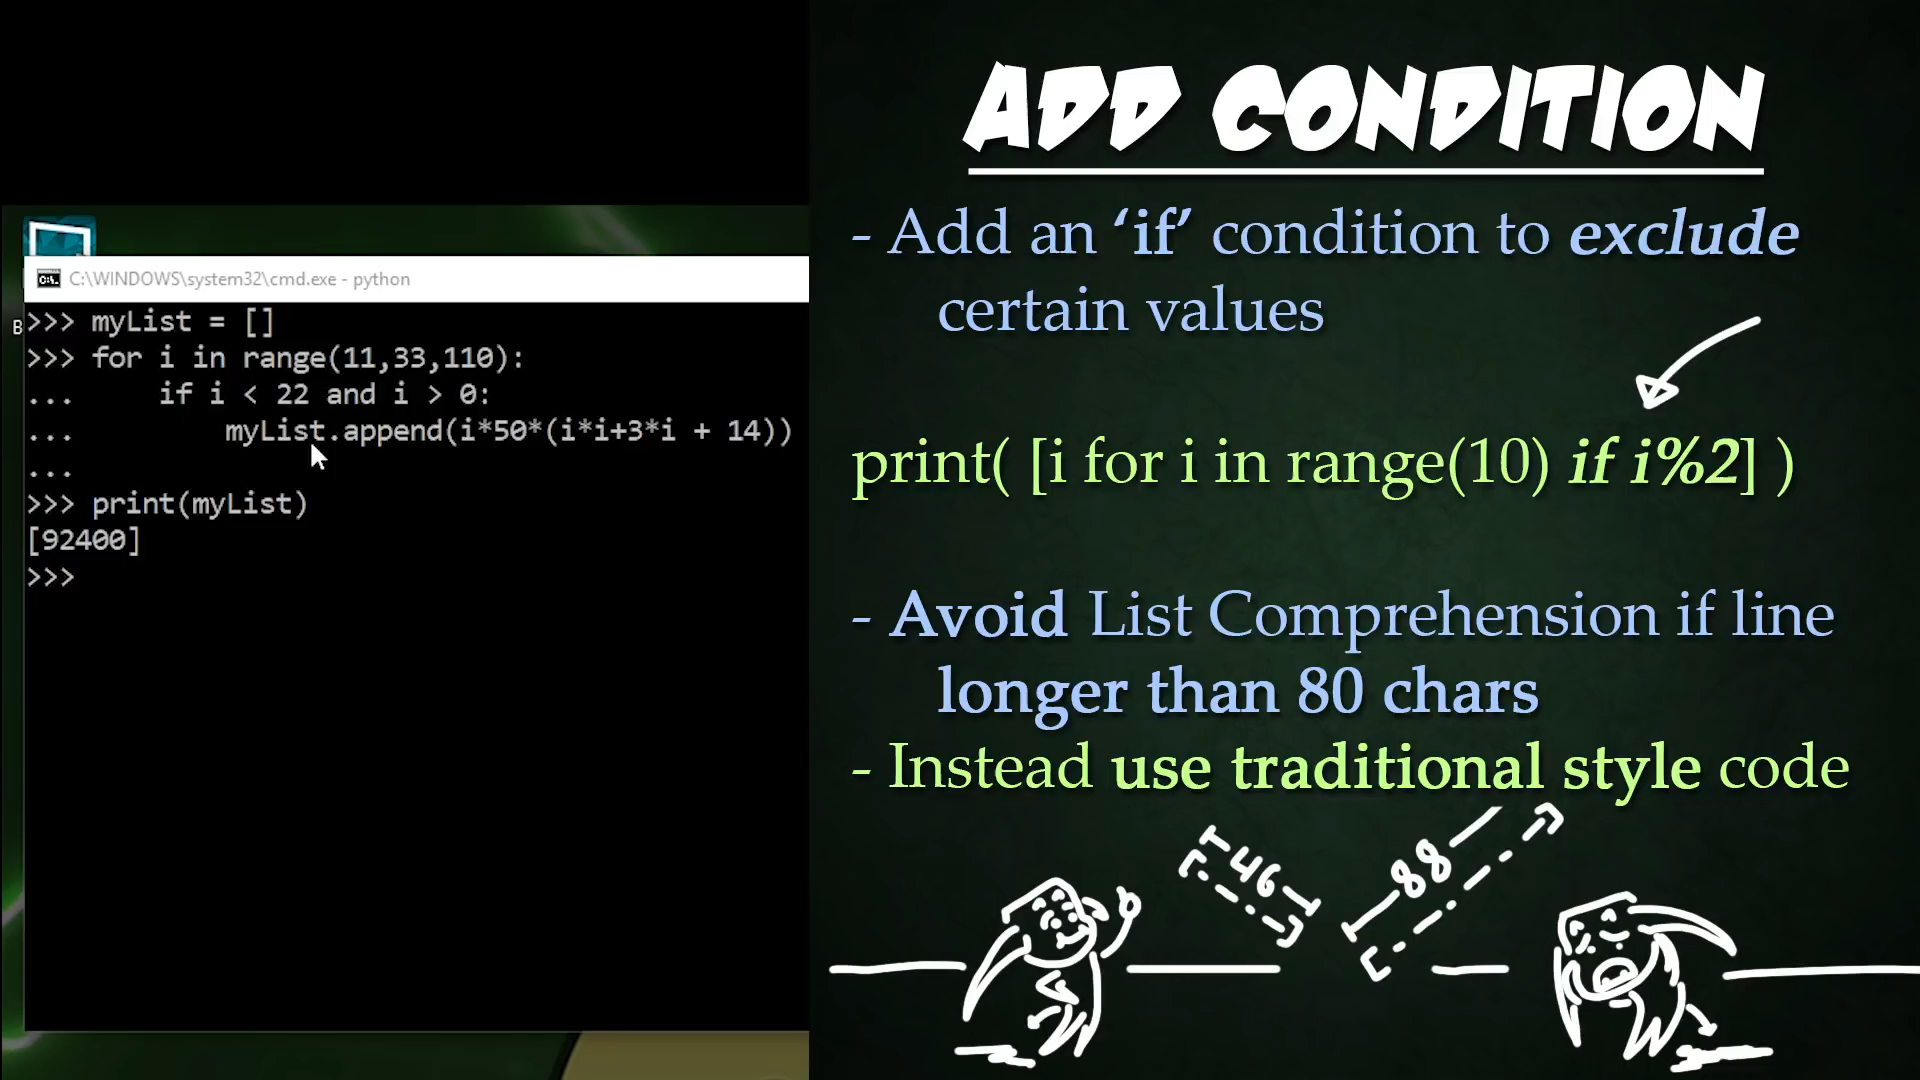 C:\WINDOWS\system32\cmd.exe - python
B
>>> myList = []
>>> for i in range(11,33,110):
...     if i < 22 and i > 0:
...         myList.append(i*50*(i*i+3*i + 14))
...
>>> print(myList)
[92400]
>>>
ADD CONDITION
- Add an ‘if’ condition to exclude
certain values
print( [i for i in range(10) if i%2] )
- Avoid List Comprehension if line
longer than 80 chars
- Instead use traditional style code
46
88